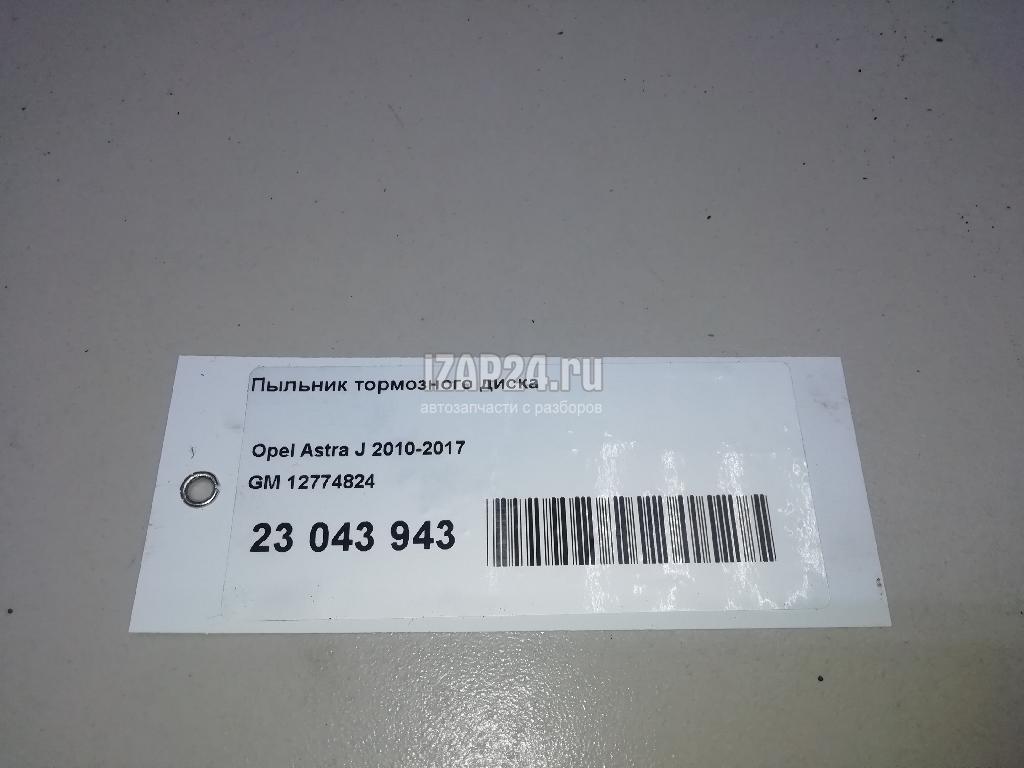 iZAP24.ru
Пыльник тормозного диска
автозапчасти с разборов
Opel Astra J 2010-2017
GM 12774824
23 043 943